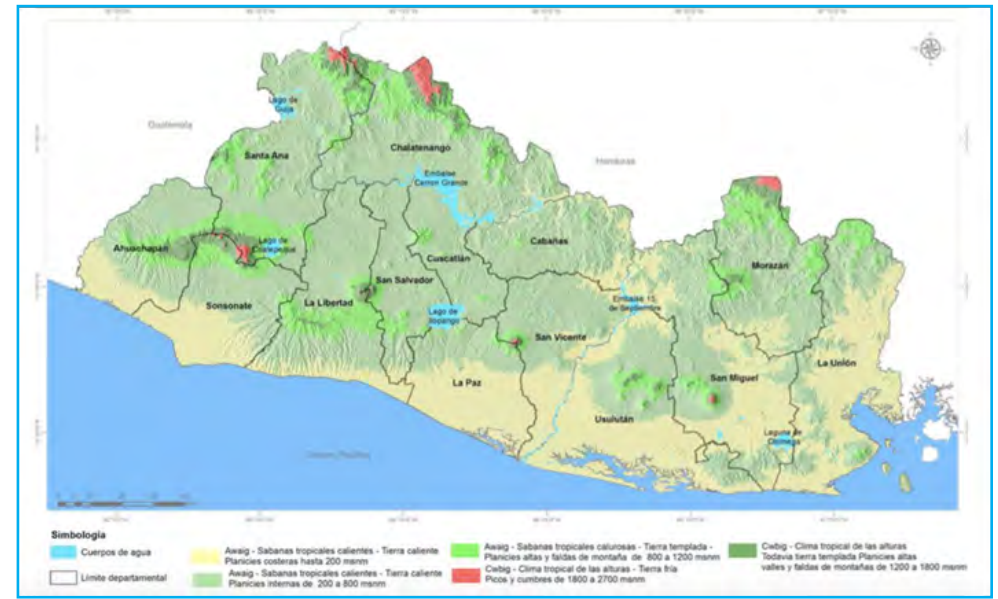 Lago de
Guija
Guatemala
Santa Ana
Chalatenango
Honduras
Embalse
Cerron Grande
Ahuachapán
Lago de
Coatepeque
Cabañas
Cuscatlán
Morazán
San Salvador
Sonsonate
La Libertad
Lago de
Ilopango
Embalse 15
de Septiembre
San Vicente
La Unión
La Paz
San Miguel
Usulután
Laguna de
Olomega
Simbología
Cuerpos de agua
Límite departamental
Awaig - Sabanas tropicales calientes - Tierra caliente
Planicies costeras hasta 200 msnm
Awaig - Sabanas tropicales calientes - Tierra caliente
Planicies internas de 200 a 800 msnm
Awaig - Sabanas tropicales calurosas - Tierra templada -
Planicies altas y faldas de montaña de 800 a 1200 msnm
Cwbig - Clima tropical de las alturas - Tierra fría
Picos y cumbres de 1800 a 2700 msnm
Cwbig - Clima tropical de las alturas
Todavia tierra templada Planicies altas
valles y faldas de montañas de 1200 a 1800 msnm